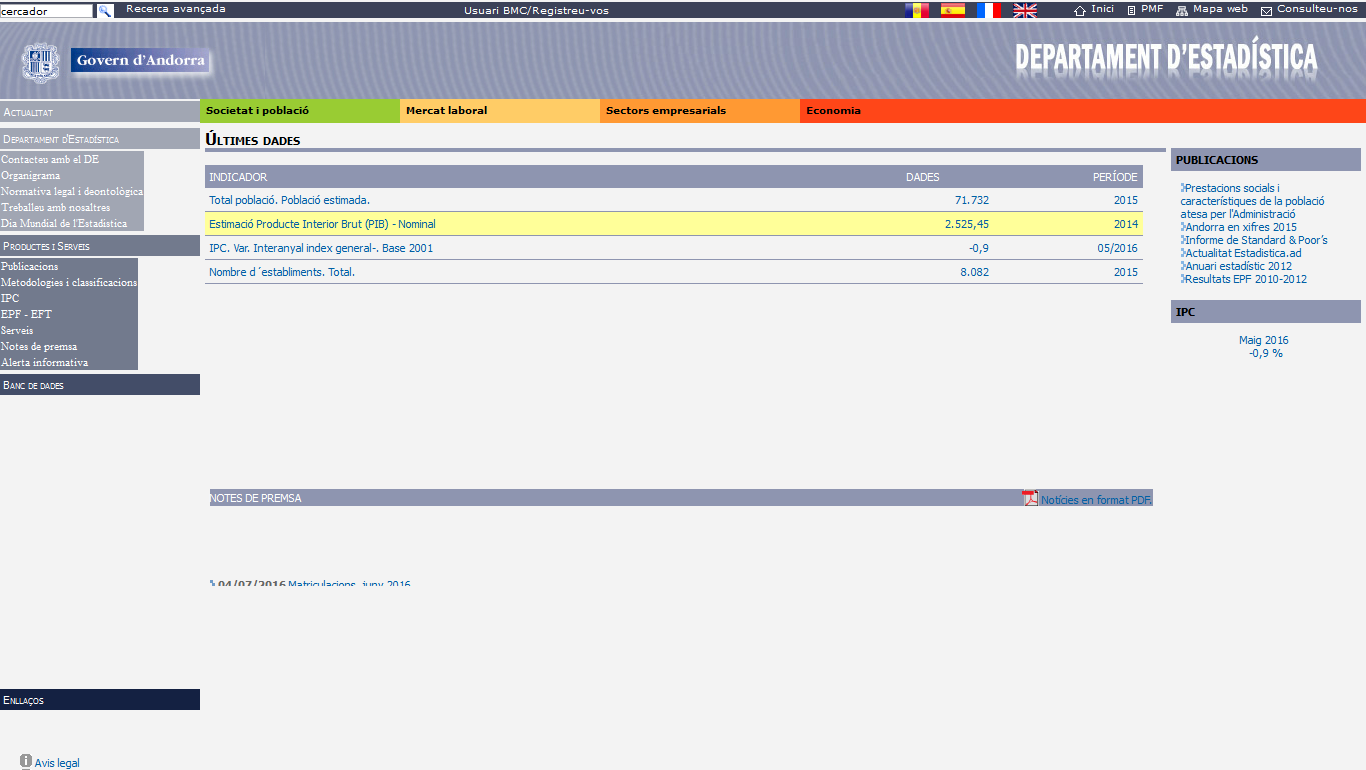 cercador Recerca avançada Usuari BMC/Registreu-vos Inici PMF Mapa web Consulteu-nos
Govern d'Andorra
DEPARTAMENT D'ESTADÍSTICA
Actualitat
Societat i població Mercat laboral Sectors empresarials Economia
Departament d'Estadística
Contacteu amb el DE
Organigrama
Normativa legal i deontològica
Treballeu amb nosaltres
Dia Mundial de l'Estadística
Productes i Serveis
Publicacions
Metodologies i classificacions
IPC
EPF - EFT
Serveis
Notes de premsa
Alerta informativa
Banc de dades
Enllaços
Avis legal
Últimes dades
INDICADOR DADES PERÍODE
Total població. Població estimada. 71.732 2015
Estimació Producte Interior Brut (PIB) - Nominal 2.525,45 2014
IPC. Var. Interanyal index general-. Base 2001 -0,9 05/2016
Nombre d´establiments. Total. 8.082 2015
NOTES DE PREMSA Notícies en format PDF.
04/07/2016 Matriculacions. juny 2016
PUBLICACIONS
Prestacions socials i
característiques de la població
atesa per l'Administració
Andorra en xifres 2015
Informe de Standard & Poor´s
Actualitat Estadistica.ad
Anuari estadístic 2012
Resultats EPF 2010-2012
IPC
Maig 2016
-0,9 %